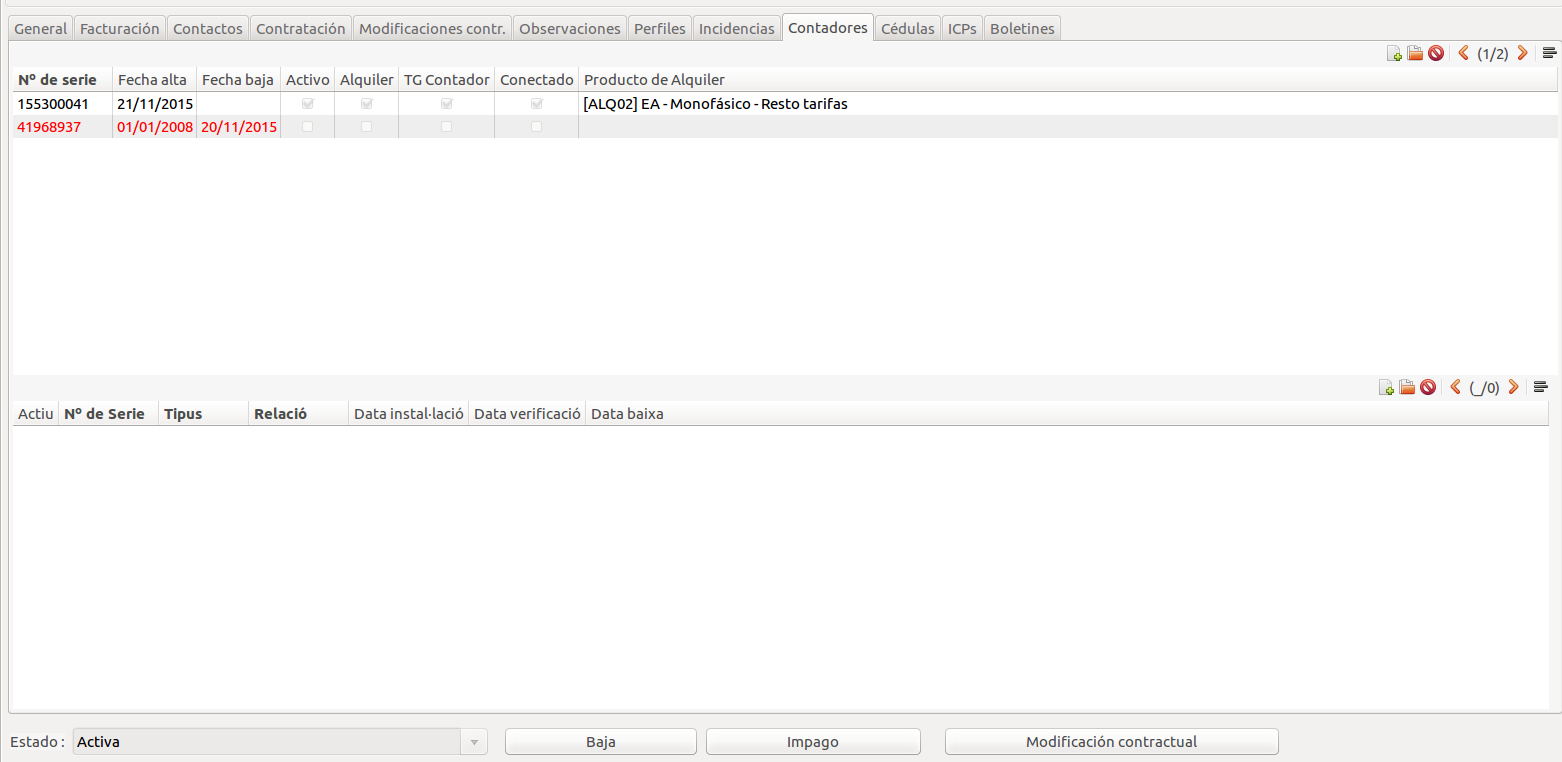 General Facturación Contactos Contratación Modificaciones contr. Observaciones Perfiles Incidencias Contadores Cédulas ICPs Boletines
(1/2)
Nº de serie Fecha alta Fecha baja Activo Alquiler TG Contador Conectado Producto de Alquiler
155300041 21/11/2015 [ALQ02] EA - Monofásico - Resto tarifas
41968937 01/01/2008 20/11/2015
(_/0)
Actiu Nº de Serie Tipus Relació Data instal·lació Data verificació Data baixa
Estado : Activa Baja Impago Modificación contractual